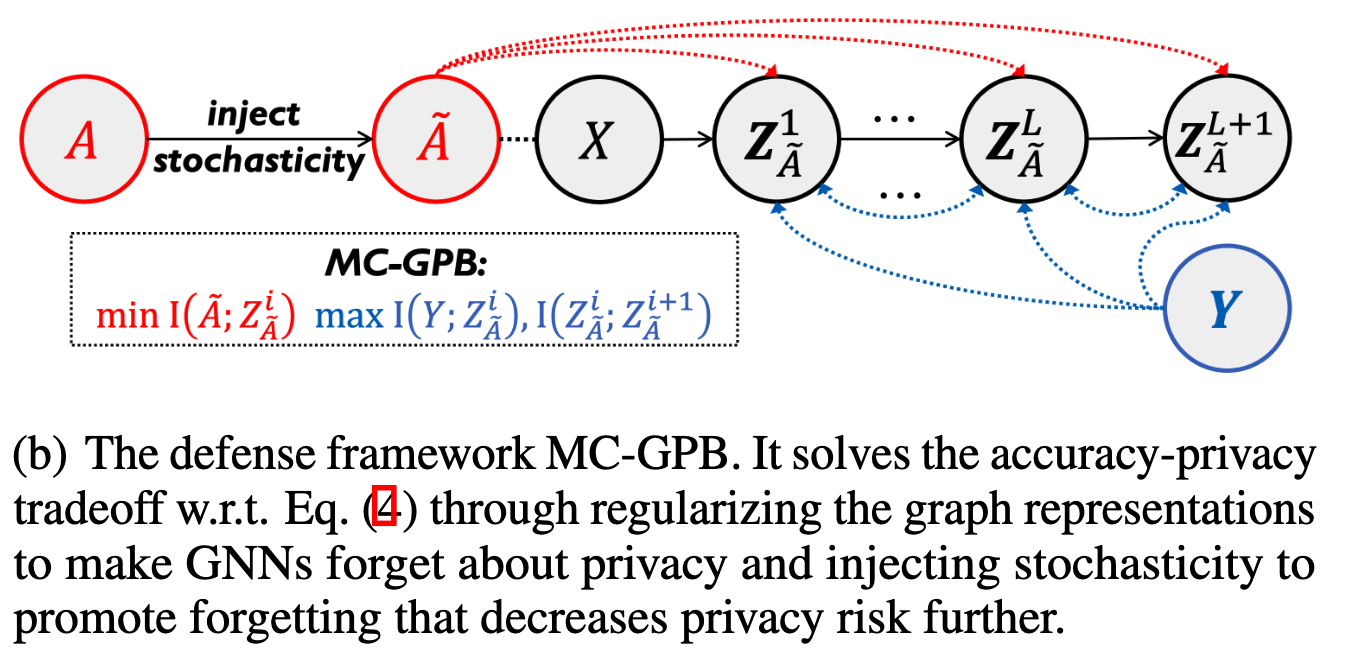 A
inject
stochasticity
Ã
X
Z^1_Ã
...
Z^L_Ã
Z^{L+1}_Ã
...
MC-GPB:
min I(Ã; Z^i_Ã) max I(Y; Z^i_Ã), I(Z^i_Ã; Z^{i+1}_Ã)
Y
(b) The defense framework MC-GPB. It solves the accuracy-privacy
tradeoff w.r.t. Eq. (4) through regularizing the graph representations
to make GNNs forget about privacy and injecting stochasticity to
promote forgetting that decreases privacy risk further.